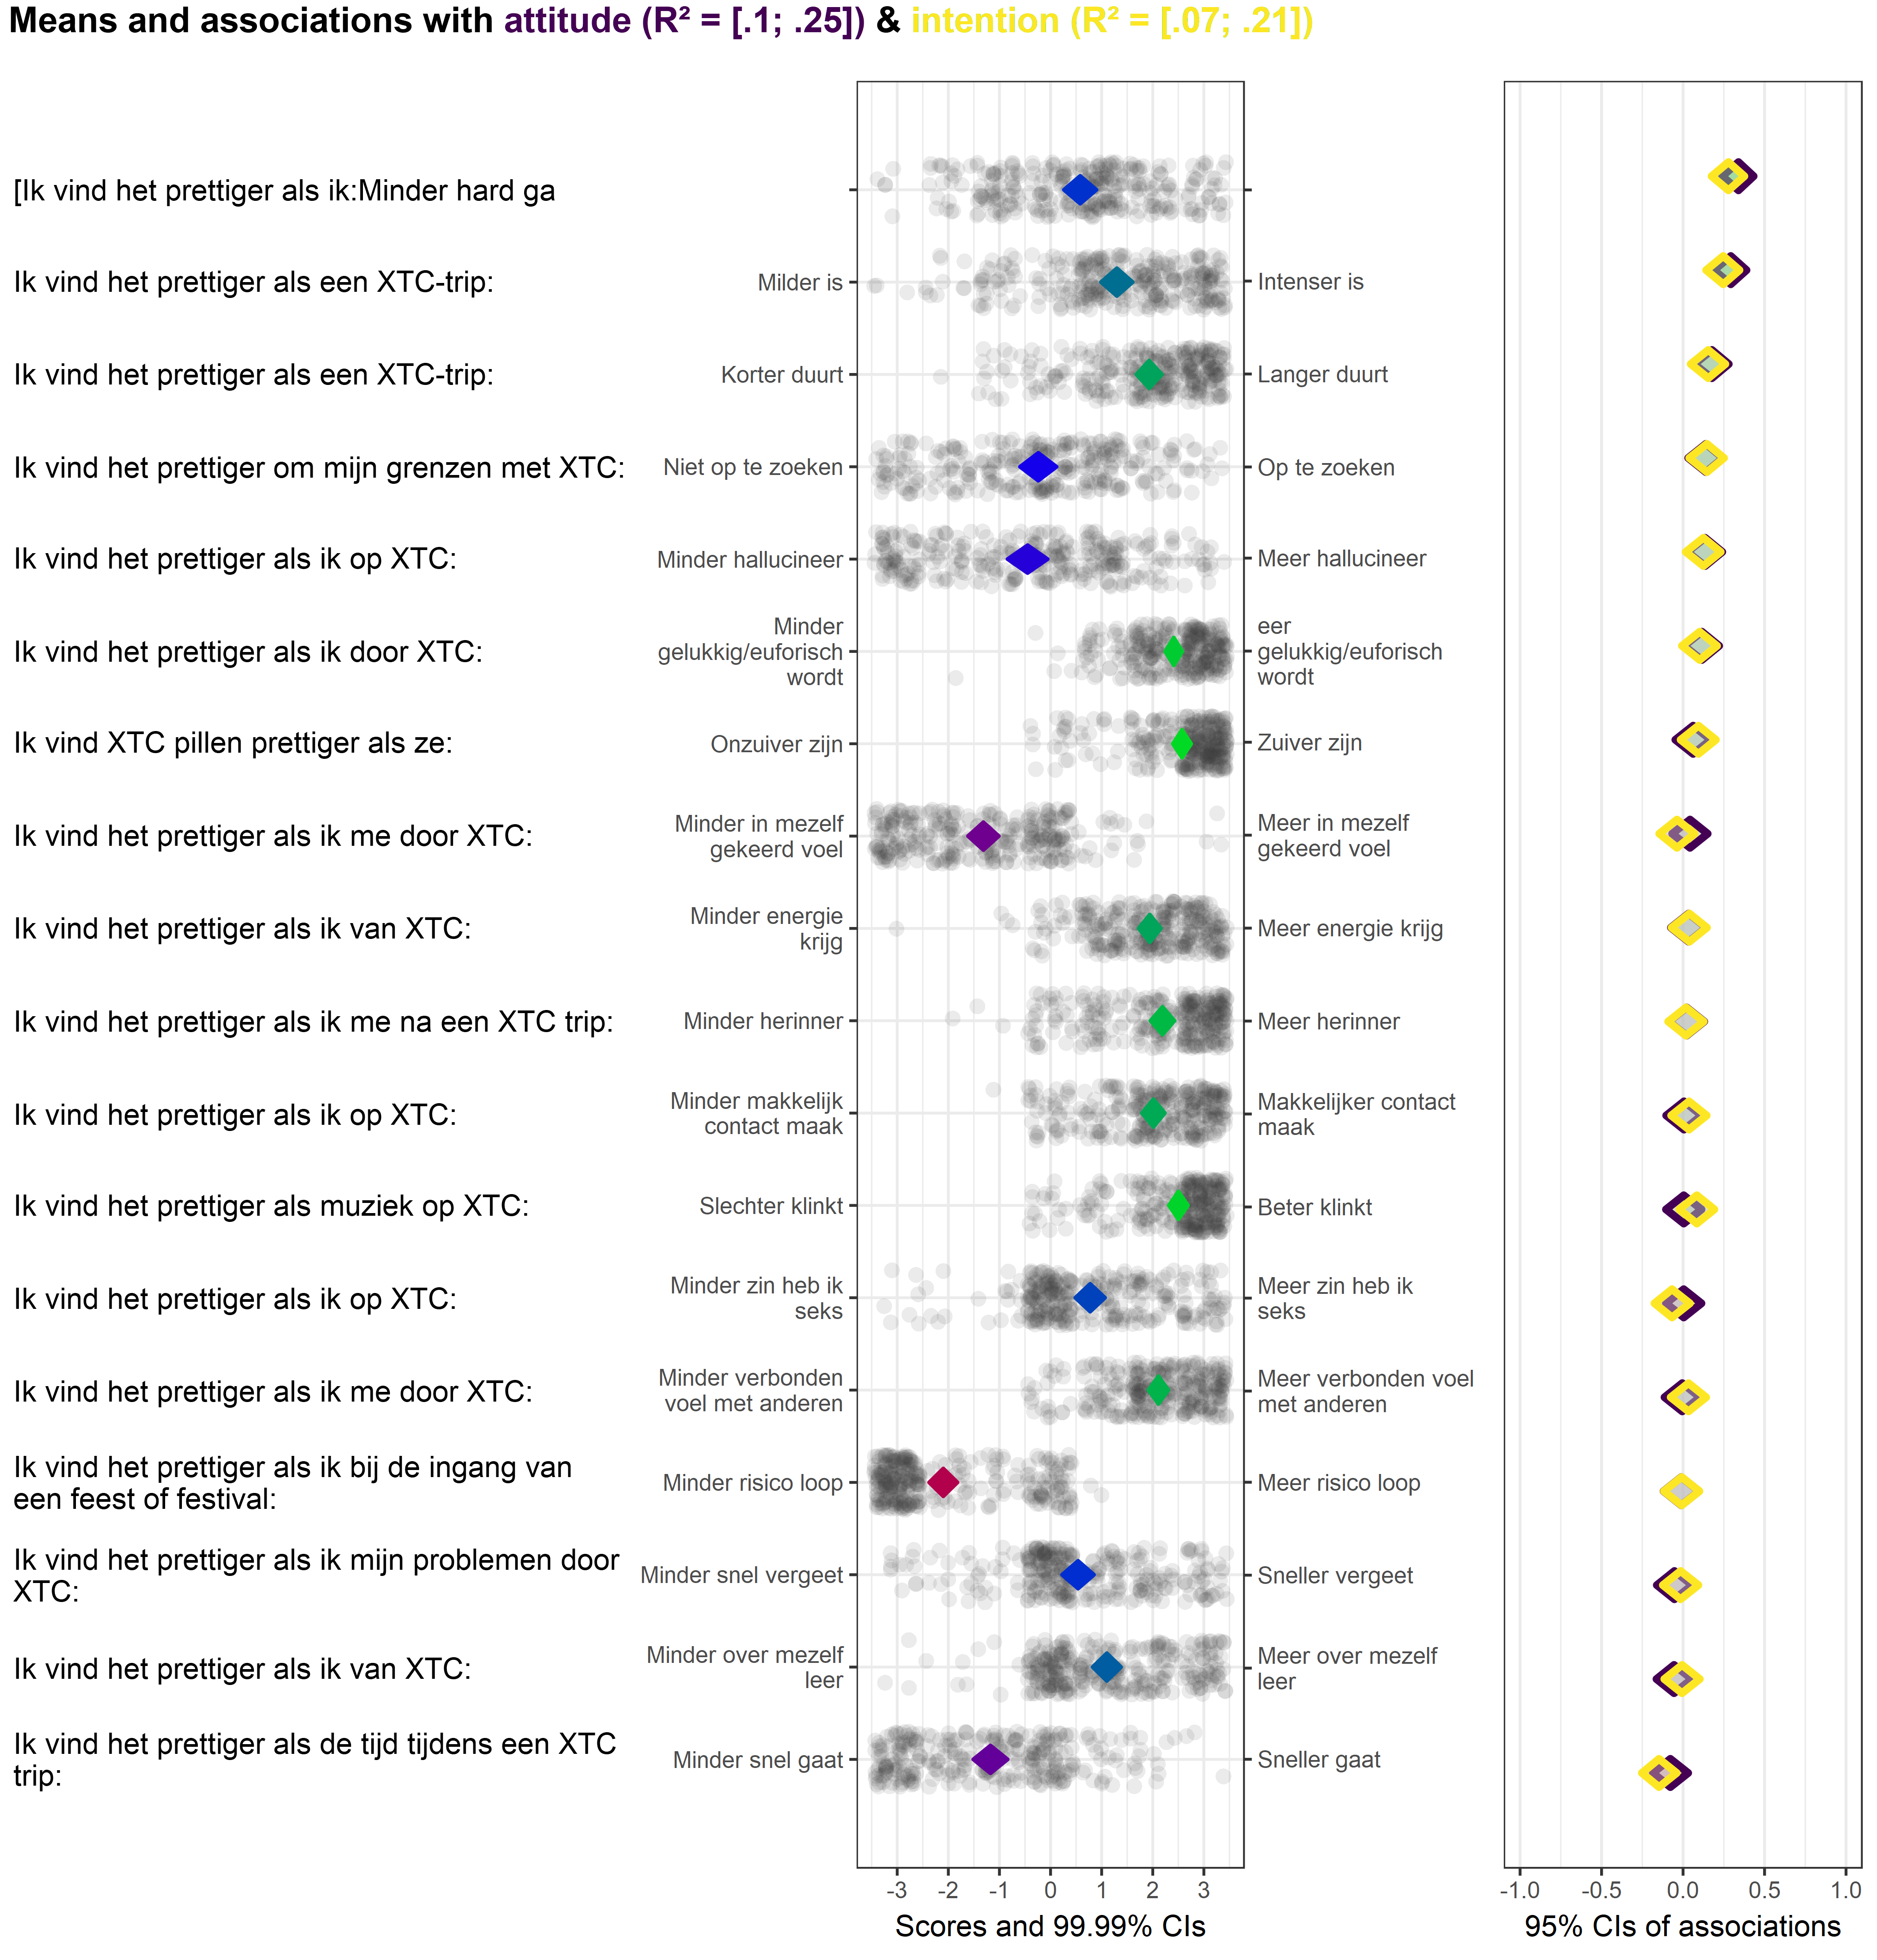 Means and associations with attitude (R² = [.1; .25]) & intention (R² = [.07; .21])
[Ik vind het prettiger als ik:Minder hard ga
Ik vind het prettiger als een XTC-trip:
Milder is
Intenser is
Ik vind het prettiger als een XTC-trip:
Korter duurt
Langer duurt
Ik vind het prettiger om mijn grenzen met XTC:
Niet op te zoeken
Op te zoeken
Ik vind het prettiger als ik op XTC:
Minder hallucineer
Meer hallucineer
Ik vind het prettiger als ik door XTC:
Minder
gelukkig/euforisch
wordt
eer
gelukkig/euforisch
wordt
Ik vind XTC pillen prettiger als ze:
Onzuiver zijn
Zuiver zijn
Ik vind het prettiger als ik me door XTC:
Minder in mezelf
gekeerd voel
Meer in mezelf
gekeerd voel
Ik vind het prettiger als ik van XTC:
Minder energie
krijg
Meer energie krijg
Ik vind het prettiger als ik me na een XTC trip:
Minder herinner
Meer herinner
Ik vind het prettiger als ik op XTC:
Minder makkelijk
contact maak
Makkelijker contact
maak
Ik vind het prettiger als muziek op XTC:
Slechter klinkt
Beter klinkt
Ik vind het prettiger als ik op XTC:
Minder zin heb ik
seks
Meer zin heb ik
seks
Ik vind het prettiger als ik me door XTC:
Minder verbonden
voel met anderen
Meer verbonden voel
met anderen
Ik vind het prettiger als ik bij de ingang van
een feest of festival:
Minder risico loop
Meer risico loop
Ik vind het prettiger als ik mijn problemen door
XTC:
Minder snel vergeet
Sneller vergeet
Ik vind het prettiger als ik van XTC:
Minder over mezelf
leer
Meer over mezelf
leer
Ik vind het prettiger als de tijd tijdens een XTC
trip:
Minder snel gaat
Sneller gaat
-3 -2 -1 0 1 2 3
Scores and 99.99% CIs
-1.0 -0.5 0.0 0.5 1.0
95% CIs of associations